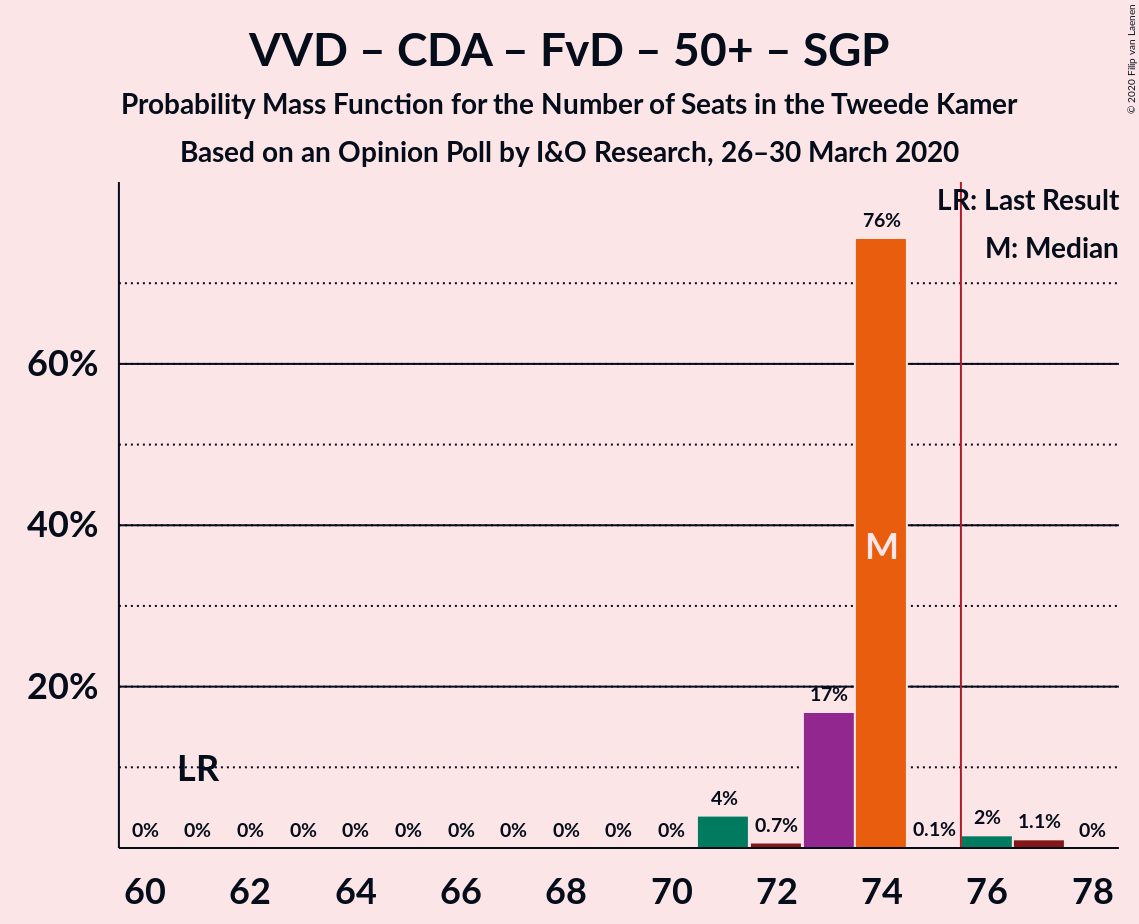 VVD – CDA – FvD – 50+ – SGP
Probability Mass Function for the Number of Seats in the Tweede Kamer
Based on an Opinion Poll by I&O Research, 26–30 March 2020
© 2020 Filip van Laenen
LR: Last Result
M: Median
76%
60%
40%
M
20%
17%
LR
4%
0% 0% 0% 0% 0% 0% 0% 0% 0% 0% 0% 0.7% 0.1% 2% 1.1% 0%
60 62 64 66 68 70 72 74 76 78